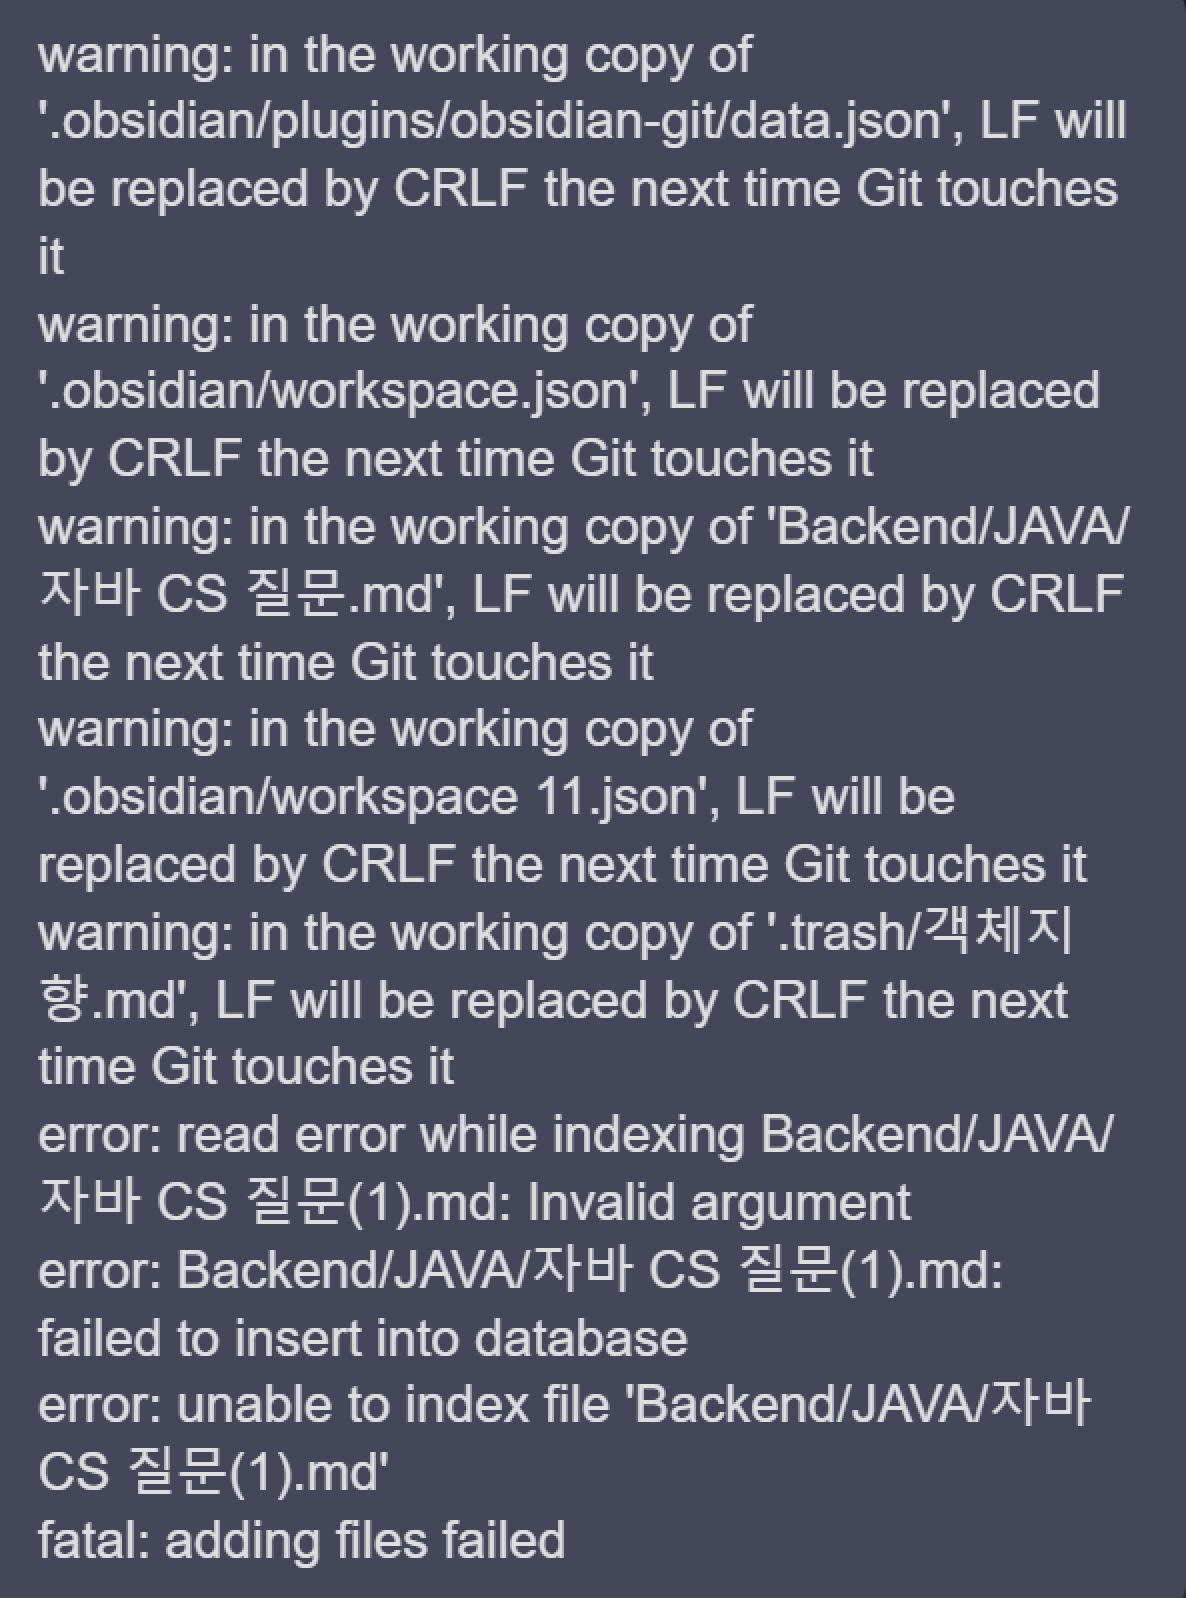 warning: in the working copy of
'.obsidian/plugins/obsidian-git/data.json', LF will
be replaced by CRLF the next time Git touches
it
warning: in the working copy of
'.obsidian/workspace.json', LF will be replaced
by CRLF the next time Git touches it
warning: in the working copy of 'Backend/JAVA/
자바 CS 질문.md', LF will be replaced by CRLF
the next time Git touches it
warning: in the working copy of
'.obsidian/workspace 11.json', LF will be
replaced by CRLF the next time Git touches it
warning: in the working copy of '.trash/객체지
향.md', LF will be replaced by CRLF the next
time Git touches it
error: read error while indexing Backend/JAVA/
자바 CS 질문(1).md: Invalid argument
error: Backend/JAVA/자바 CS 질문(1).md:
failed to insert into database
error: unable to index file 'Backend/JAVA/자바
CS 질문(1).md'
fatal: adding files failed